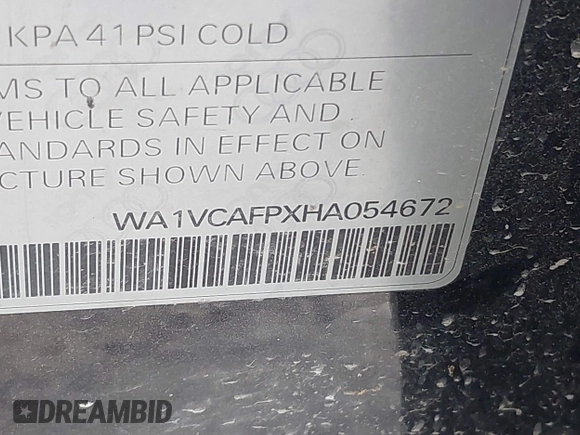 KPA 41 PSI COLD
MS TO ALL APPLICABLE
VEHICLE SAFETY AND
TANDARDS IN EFFECT ON
CTURE SHOWN ABOVE.
WA1VCAFPXHA054672
DREAMBID